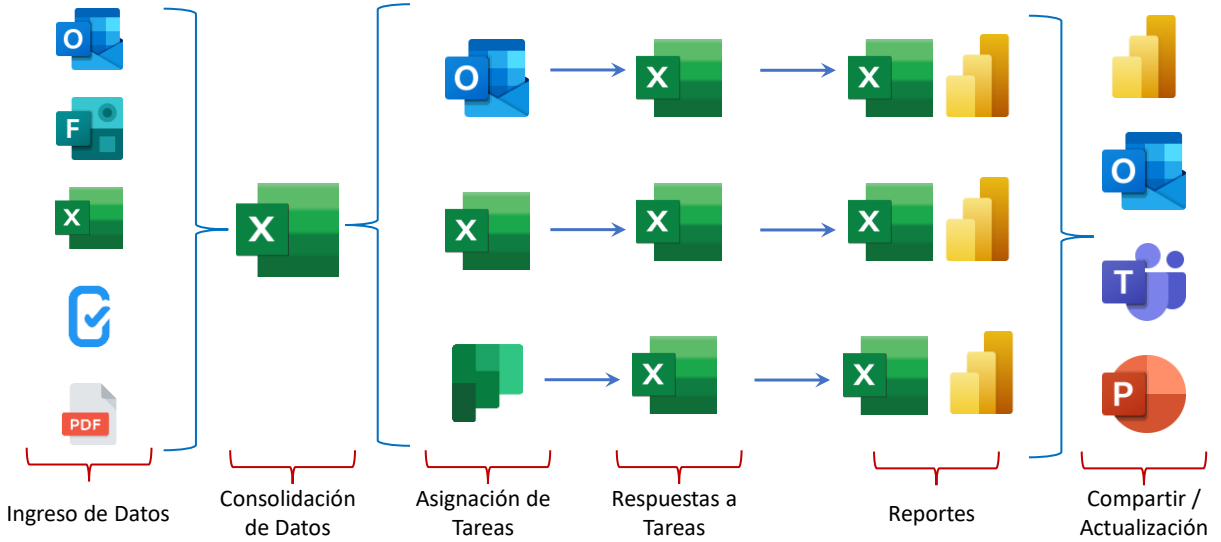 O
F
X
PDF
X
O
X
X
X
X
X
X
X
X
O
T
P
Ingreso de Datos
Consolidación
de Datos
Asignación de
Tareas
Respuestas a
Tareas
Reportes
Compartir /
Actualización